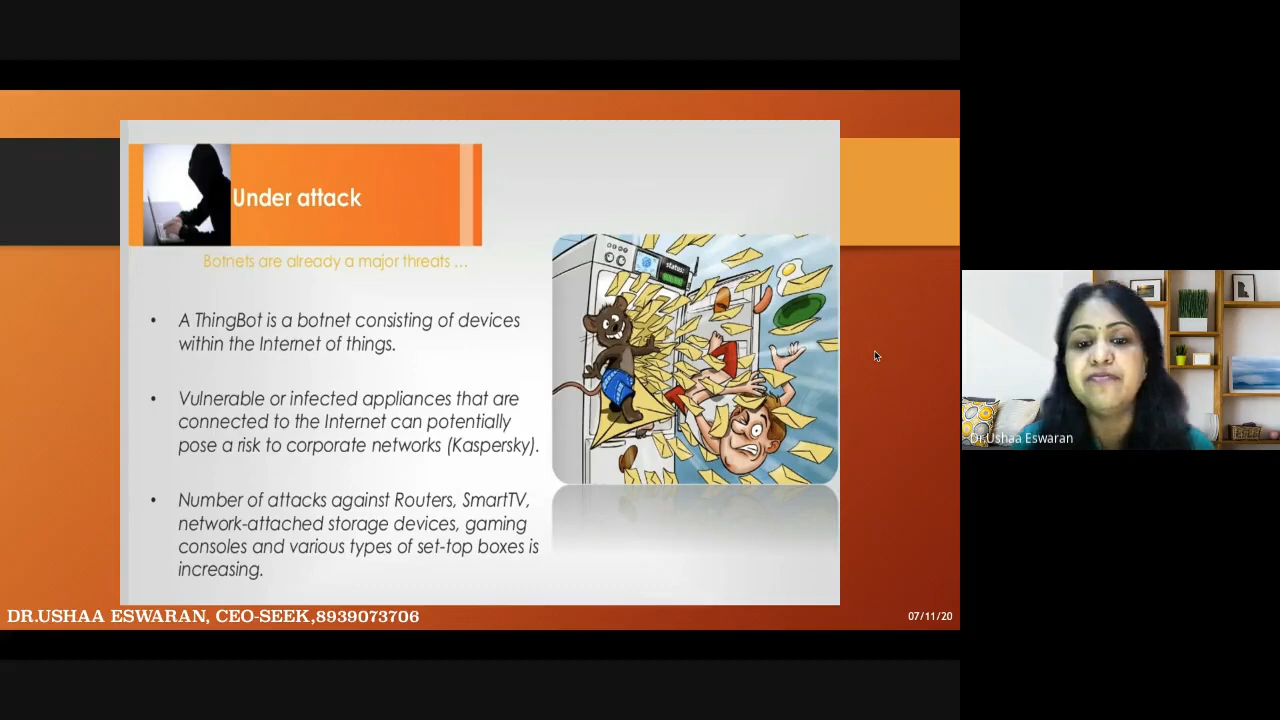 Under attack
Botnets are already a major threats ...
• A ThingBot is a botnet consisting of devices
within the Internet of things.
• Vulnerable or infected appliances that are
connected to the Internet can potentially
pose a risk to corporate networks (Kaspersky).
• Number of attacks against Routers, SmartTV,
network-attached storage devices, gaming
consoles and various types of set-top boxes is
increasing.
status:
DR.USHAA ESWARAN, CEO-SEEK,8939073706
07/11/20
Dr.Ushaa Eswaran